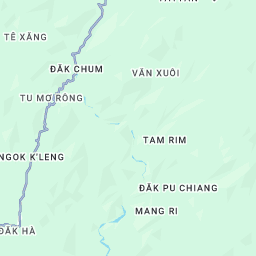 TÊ XĂNG
ĐĂK CHUM
VĂN XUÔI
TU MƠ RÔNG
TAM RIM
NGOK K'LENG
ĐĂK PU CHIANG
MANG RI
ĐĂK HÀ